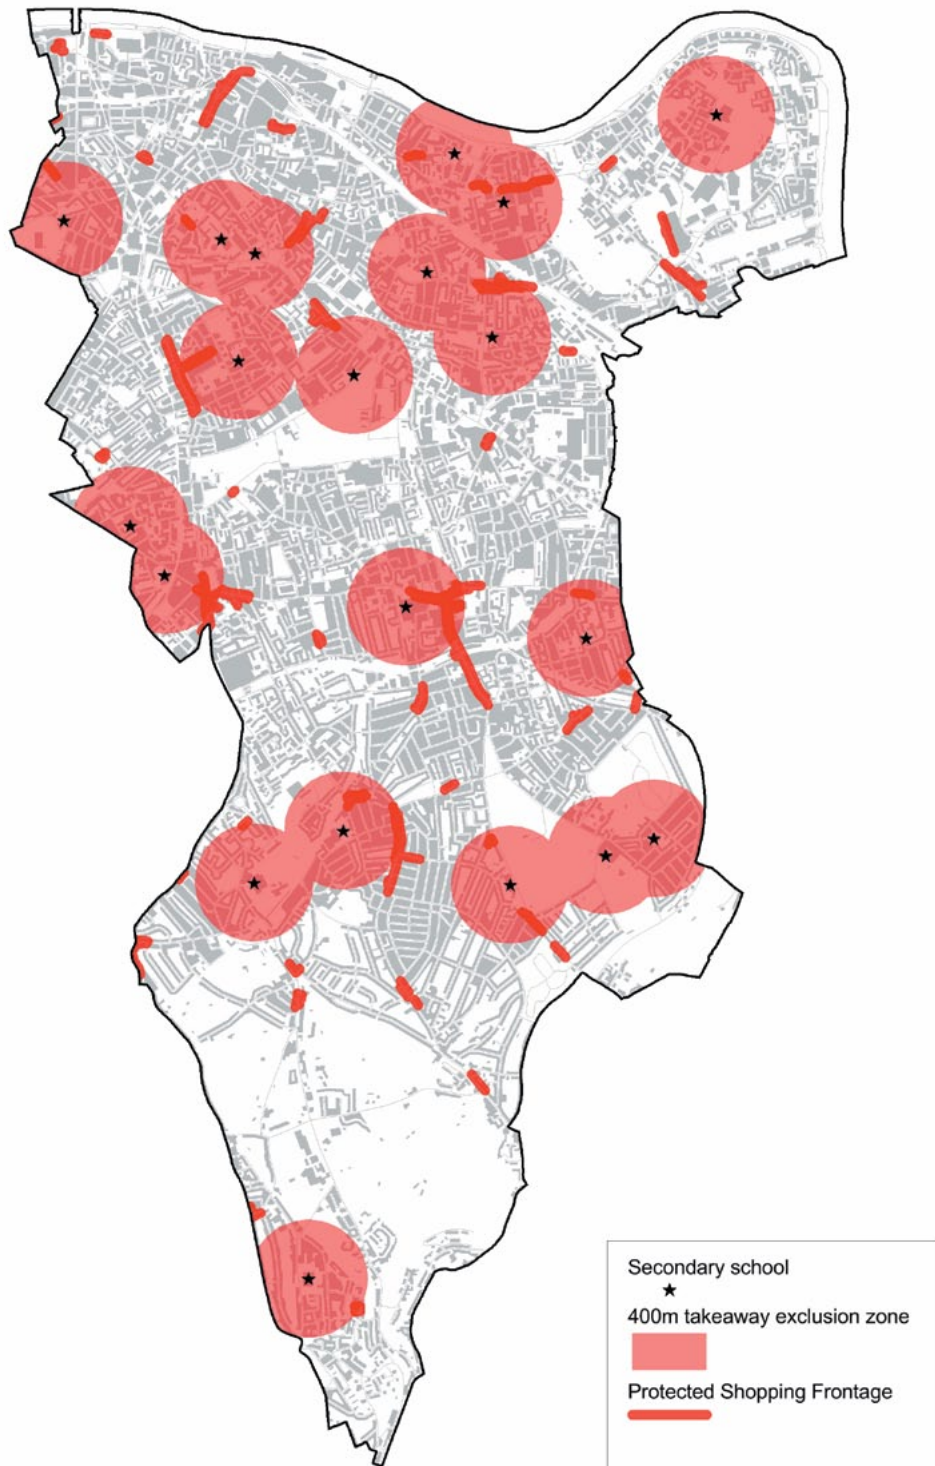 Secondary school
400m takeaway exclusion zone
Protected Shopping Frontage